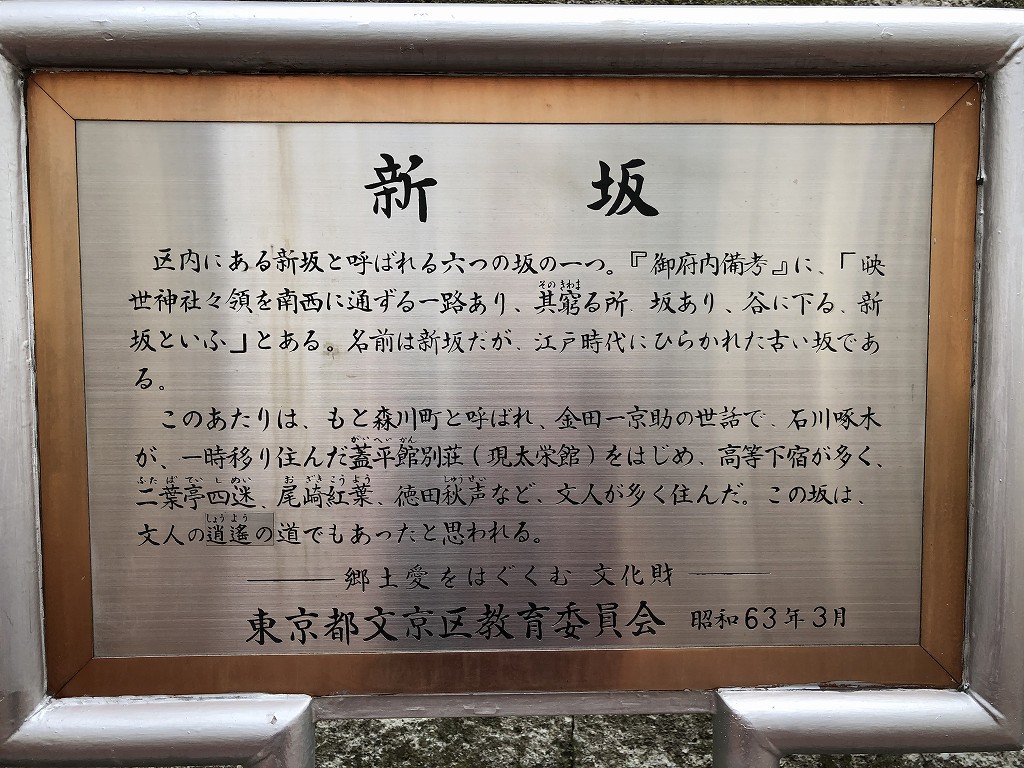 新 坂
区内にある新坂と呼ばれる六つの坂の一つ。『御府内備考』に、「映
世神社々領を南西に通ずる一路あり、其窮る所、坂あり、谷に下る、新
坂といふ」とある。名前は新坂だが、江戸時代にひらかれた古い坂であ
る。
このあたりは、もと森川町と呼ばれ、金田一京助の世話で、石川啄木
が、一時移り住んだ蓋平館別荘(現太栄館)をはじめ、高等下宿が多く、
二葉亭四迷、尾崎紅葉、徳田秋声など、文人が多く住んだ。この坂は、
文人の逍遙の道でもあったと思われる。
郷土愛をはぐくむ 文化財
東京都文京区教育委員会 昭和63年3月